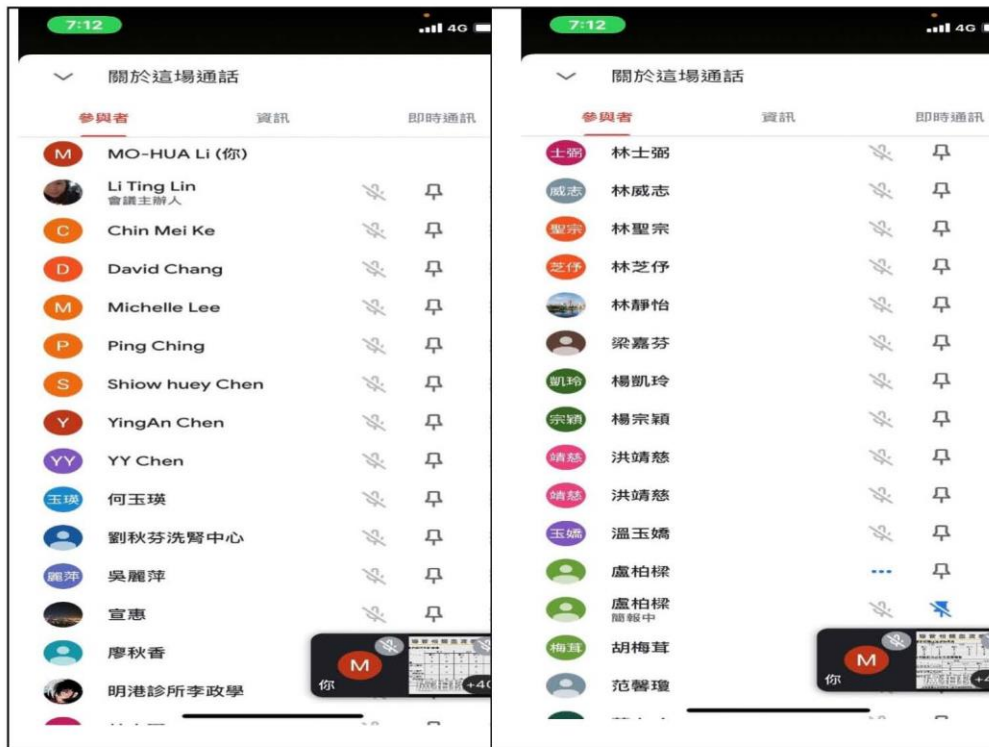 7:12
4G
關於這場通話
參與者 資訊 即時通訊
M MO-HUA Li (你)
Li Ting Lin
會議主辦人
C Chin Mei Ke
D David Chang
M Michelle Lee
P Ping Ching
S Shiow huey Chen
Y YingAn Chen
YY YY Chen
玉瑛 何玉瑛
劉秋芬洗腎中心
麗萍 吳麗萍
宣惠
廖秋香
明港診所李政學
M
你
7:12
4G
關於這場通話
參與者 資訊 即時通訊
士弼 林士弼
威志 林威志
聖宗 林聖宗
芝伃 林芝伃
林靜怡
梁嘉芬
凱玲 楊凱玲
宗穎 楊宗穎
靖慈 洪靖慈
靖慈 洪靖慈
玉嬌 溫玉嬌
盧柏樑
盧柏樑
簡報中
梅茸 胡梅茸
范馨瓊
M
你